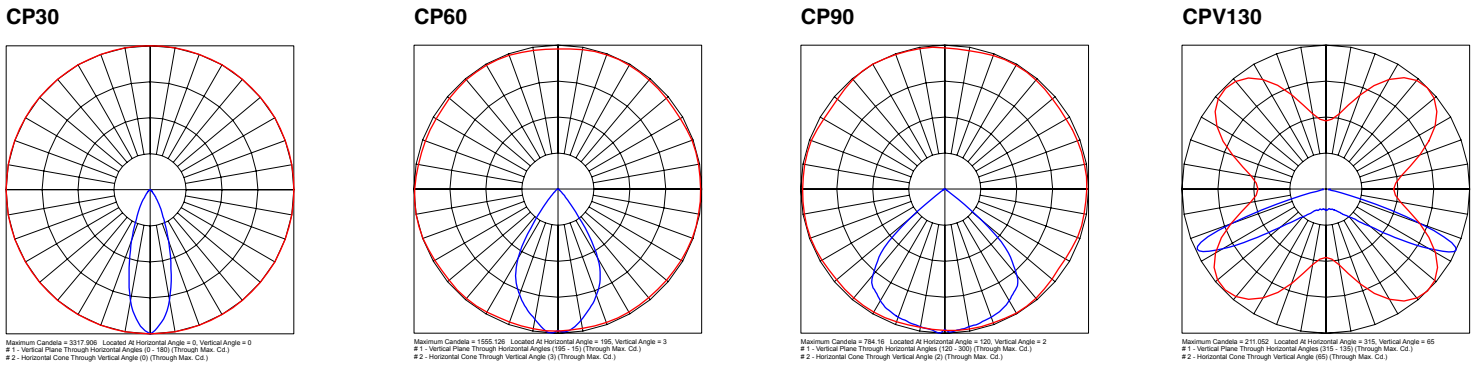 CP30
Maximum Candela = 3317.906 Located At Horizontal Angle = 0, Vertical Angle = 0
# 1 - Vertical Plane Through Horizontal Angles (0 - 180) (Through Max. Cd.)
# 2 - Horizontal Cone Through Vertical Angle (0) (Through Max. Cd.)
CP60
Maximum Candela = 1555.126 Located At Horizontal Angle = 195, Vertical Angle = 3
# 1 - Vertical Plane Through Horizontal Angles (195 - 15) (Through Max. Cd.)
# 2 - Horizontal Cone Through Vertical Angle (3) (Through Max. Cd.)
CP90
Maximum Candela = 784.16 Located At Horizontal Angle = 120, Vertical Angle = 2
# 1 - Vertical Plane Through Horizontal Angles (120 - 300) (Through Max. Cd.)
# 2 - Horizontal Cone Through Vertical Angle (2) (Through Max. Cd.)
CPV130
Maximum Candela = 211.052 Located At Horizontal Angle = 315, Vertical Angle = 65
# 1 - Vertical Plane Through Horizontal Angles (315 - 135) (Through Max. Cd.)
# 2 - Horizontal Cone Through Vertical Angle (65) (Through Max. Cd.)